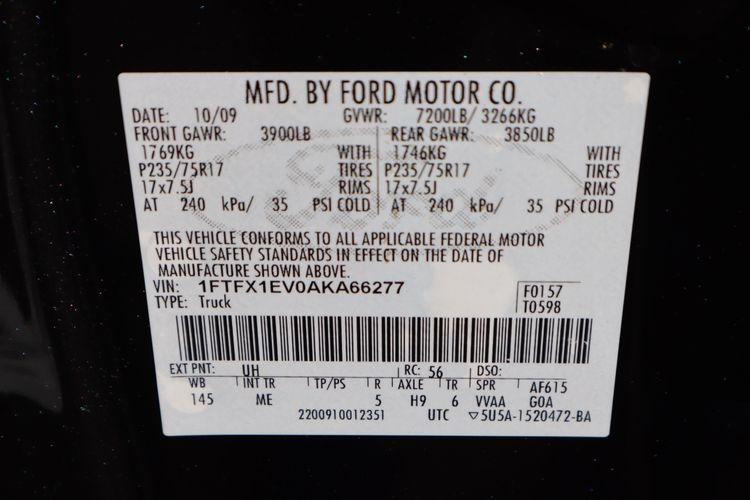 MFD. BY FORD MOTOR CO.
DATE: 10/09 GVWR: 7200LB/ 3266KG
FRONT GAWR: 3900LB REAR GAWR: 3850LB
1769KG WITH 1746KG WITH
P235/75R17 TIRES P235/75R17 TIRES
17x7.5J RIMS 17x7.5J RIMS
AT 240 kPa/ 35 PSI COLD AT 240 kPa/ 35 PSI COLD
THIS VEHICLE CONFORMS TO ALL APPLICABLE FEDERAL MOTOR
VEHICLE SAFETY STANDARDS IN EFFECT ON THE DATE OF
MANUFACTURE SHOWN ABOVE.
VIN: 1FTFX1EV0AKA66277 F0157
TYPE: Truck T0598
EXT PNT: UH RC: 56 DSO:
WB INT TR TP/PS R AXLE TR SPR AF615
145 ME 5 H9 6 VVAA GOA
2200910012351 UTC ▽5U5A-1520472-BA